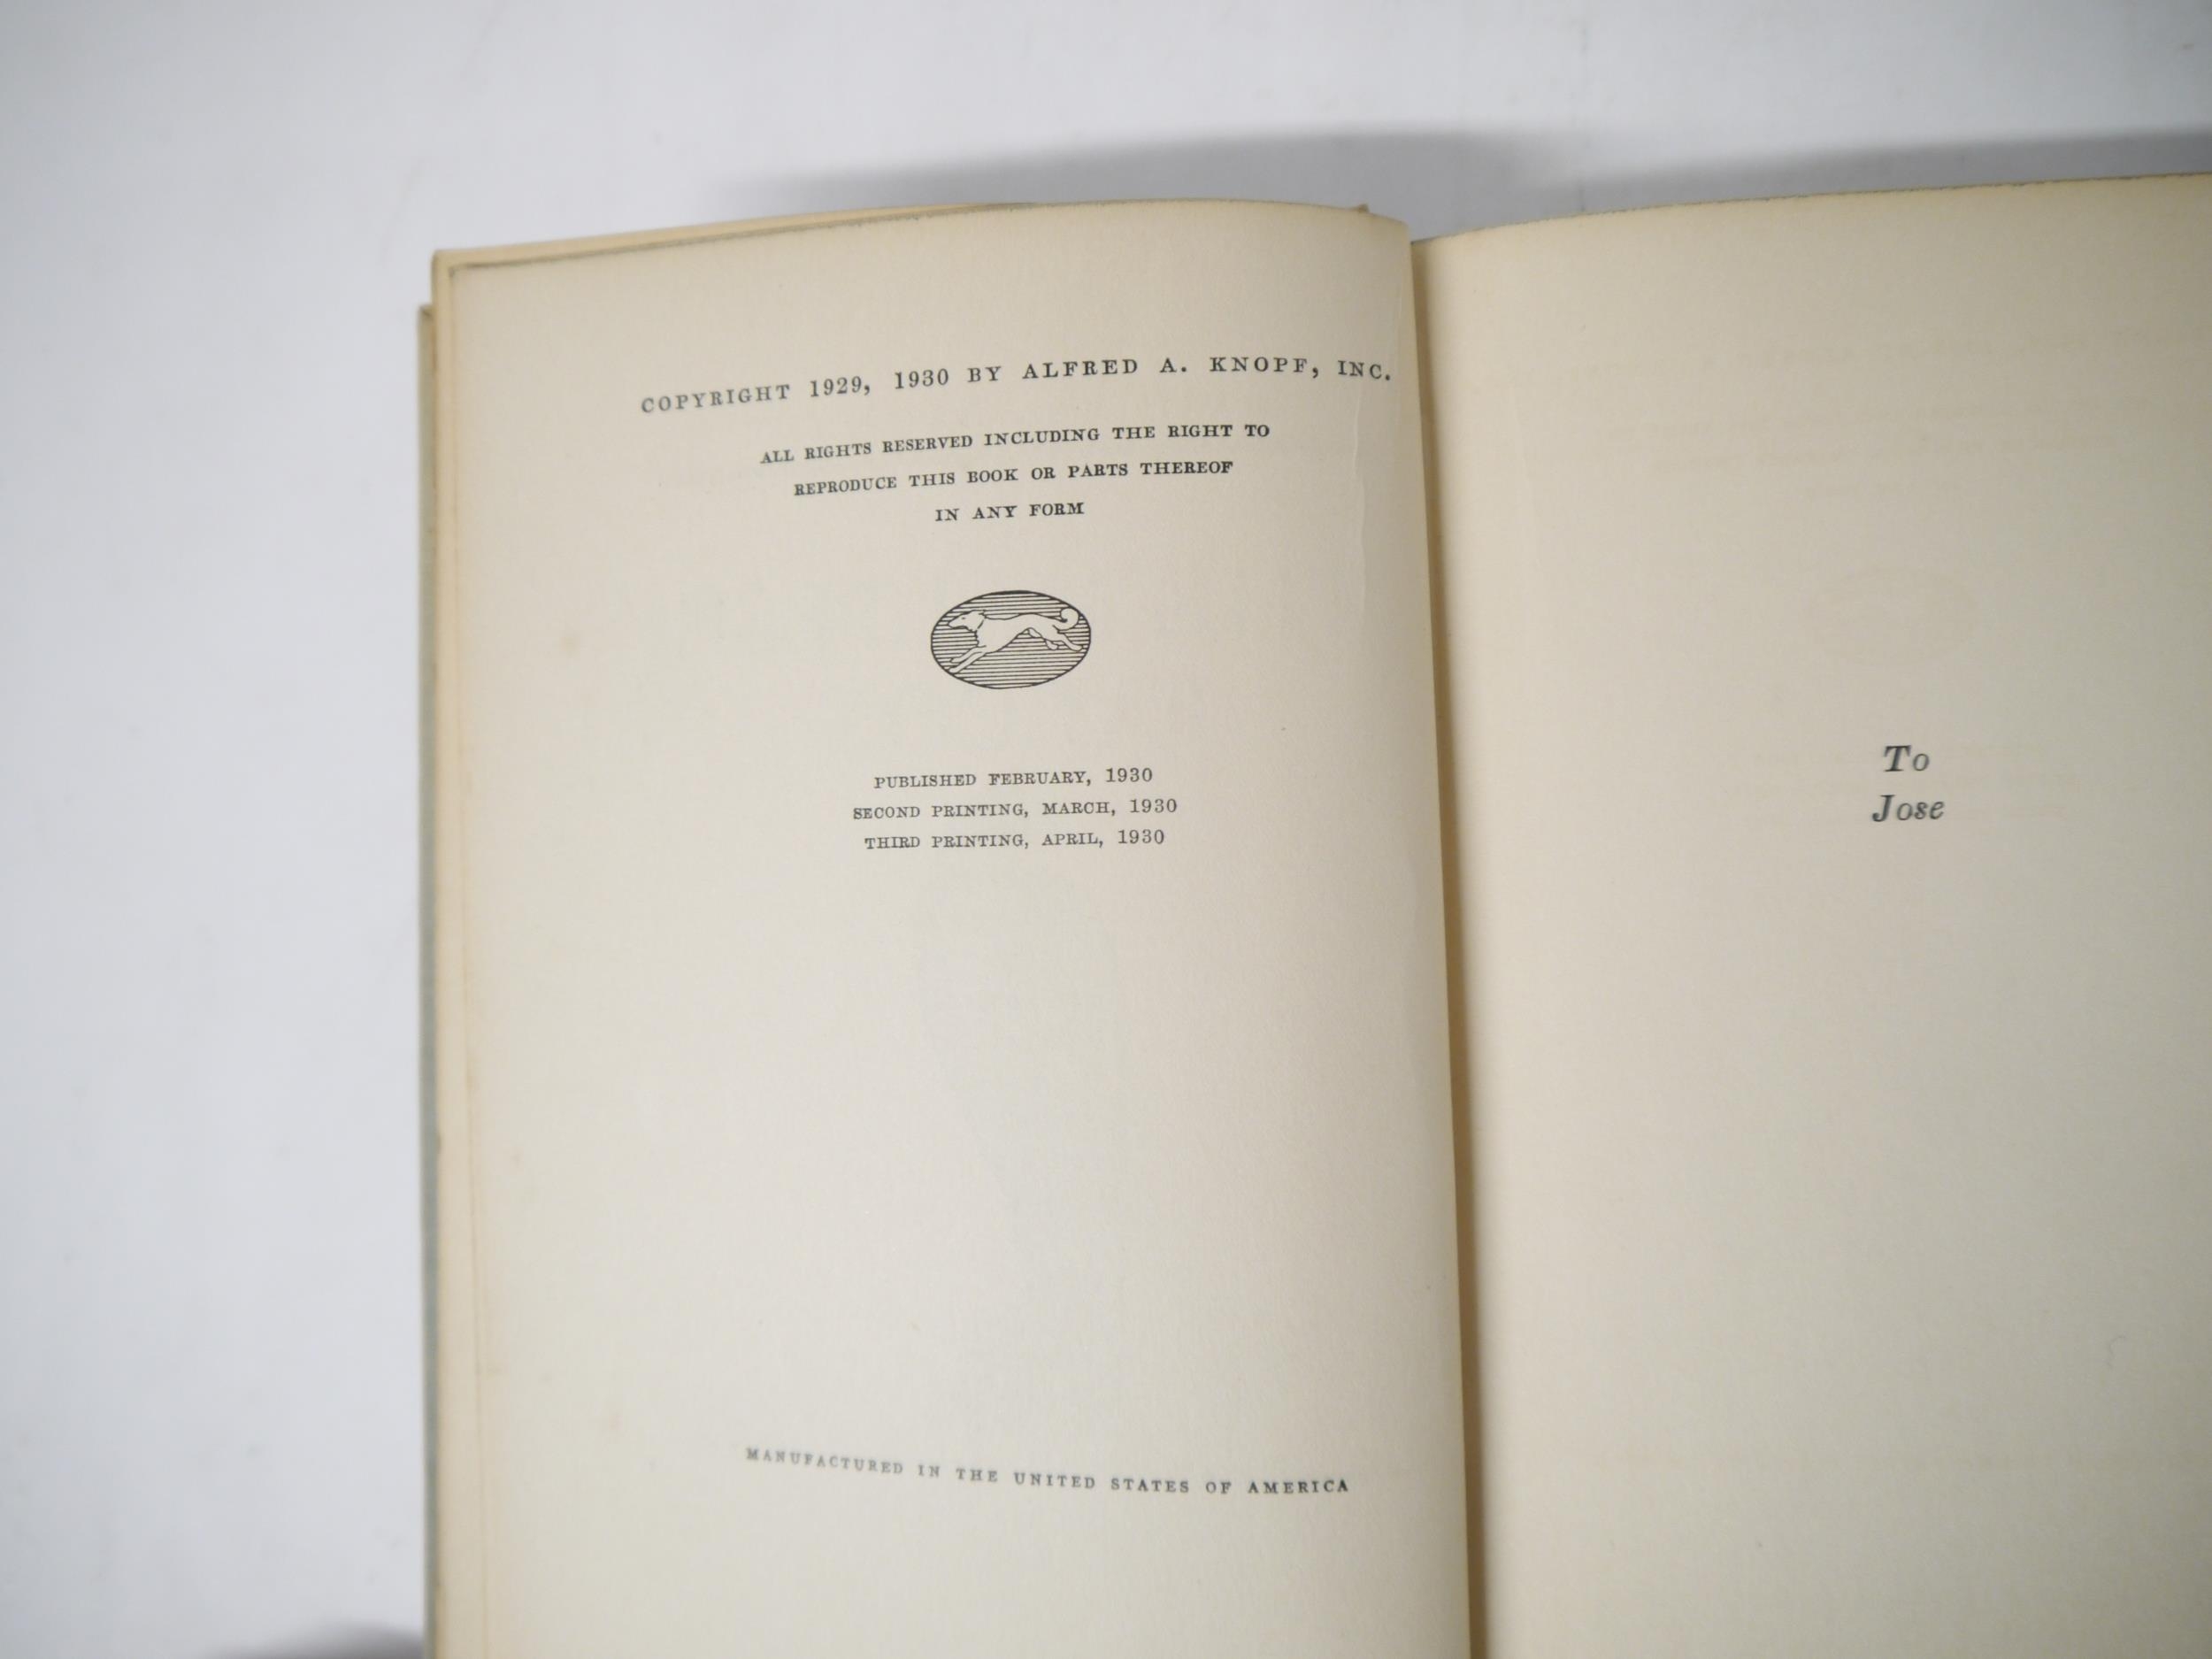 COPYRIGHT 1929, 1930 BY ALFRED A. KNOPF, INC.
ALL RIGHTS RESERVED INCLUDING THE RIGHT TO
REPRODUCE THIS BOOK OR PARTS THEREOF
IN ANY FORM
PUBLISHED FEBRUARY, 1930
SECOND PRINTING, MARCH, 1930
THIRD PRINTING, APRIL, 1930
MANUFACTURED IN THE UNITED STATES OF AMERICA
To
Jose